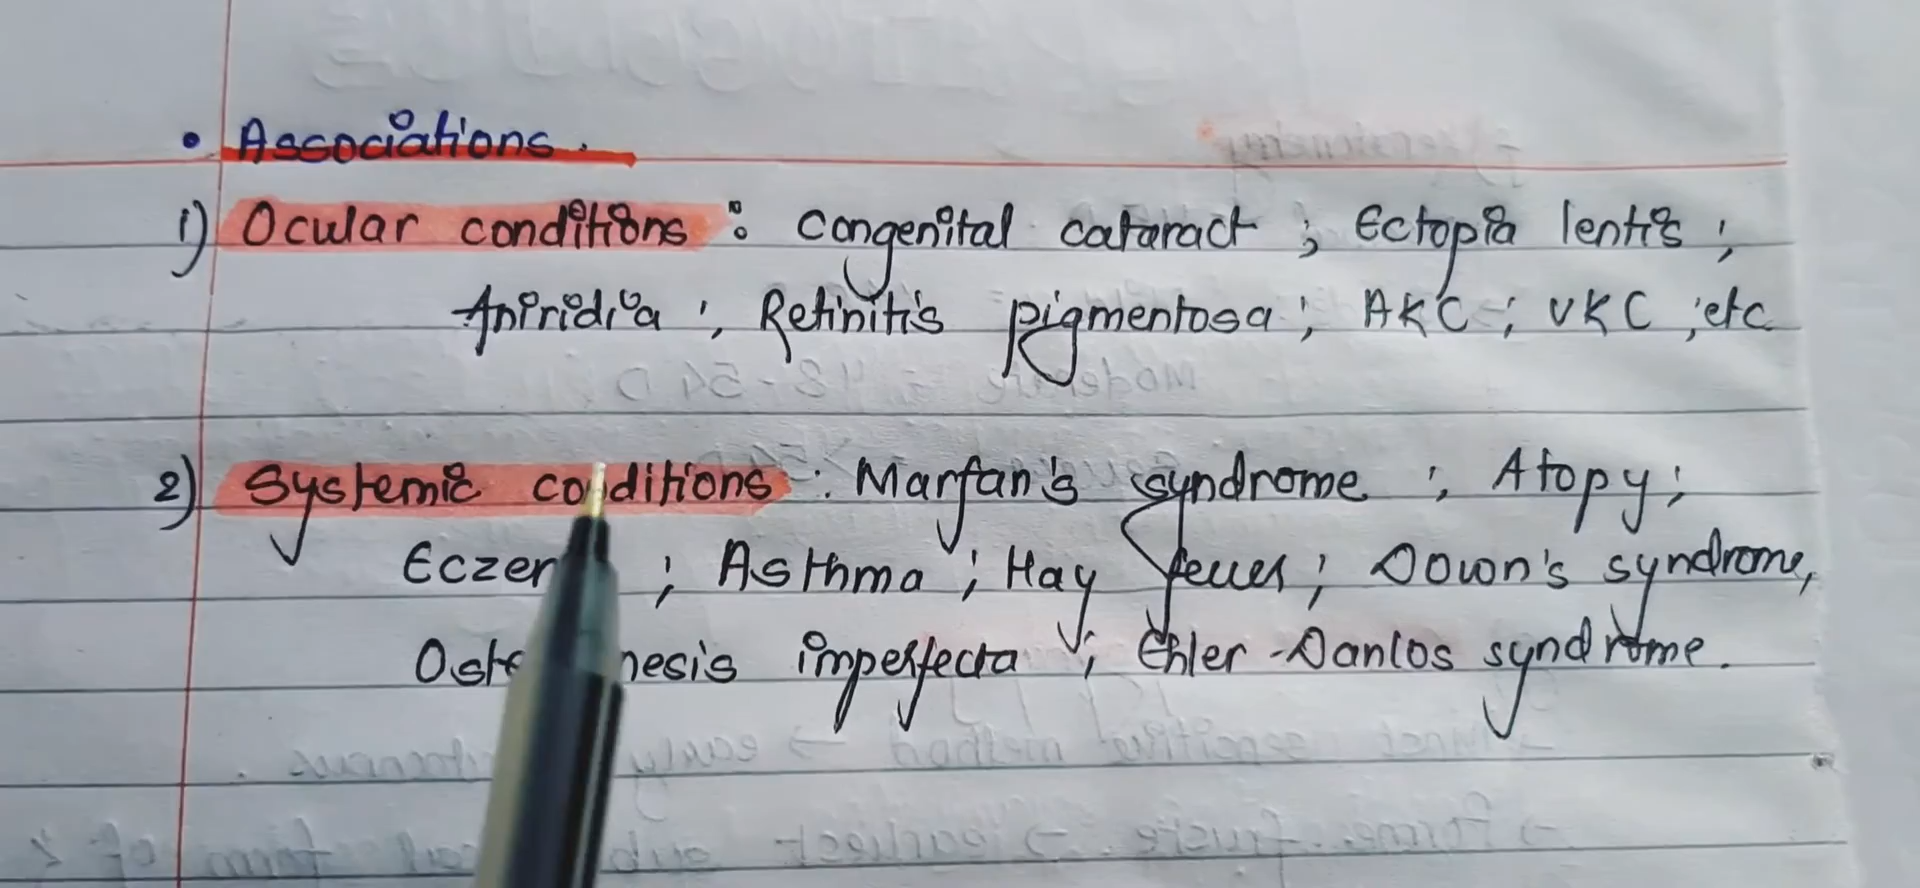 • Associations.
1) Ocular conditions : Congenital cataract ; Ectopia lentis ;
Aniridia ; Retinitis pigmentosa ; AKC ; VKC ; etc
2) Systemic conditions : Marfan's syndrome ; Atopy ;
; Asthma ; Hay fever ; Down's syndrome,
imperfecta ; Ehler-Danlos syndrome.